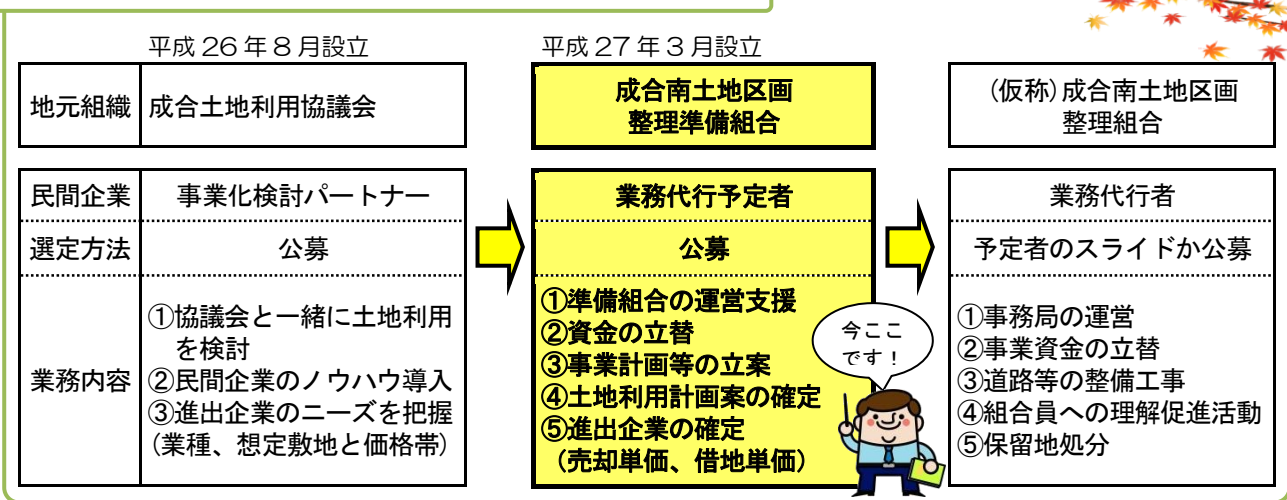 平成 26 年 8 月設立
平成 27 年 3 月設立
地元組織
成合土地利用協議会
成合南土地区画
整理準備組合
(仮称)成合南土地区画
整理組合
民間企業
事業化検討パートナー
業務代行予定者
業務代行者
選定方法
公募
公募
予定者のスライドか公募
業務内容
①協議会と一緒に土地利用
を検討
②民間企業のノウハウ導入
③進出企業のニーズを把握
(業種、想定敷地と価格帯)
①準備組合の運営支援
②資金の立替
③事業計画等の立案
④土地利用計画案の確定
⑤進出企業の確定
(売却単価、借地単価)
今ここ
です！
①事務局の運営
②事業資金の立替
③道路等の整備工事
④組合員への理解促進活動
⑤保留地処分